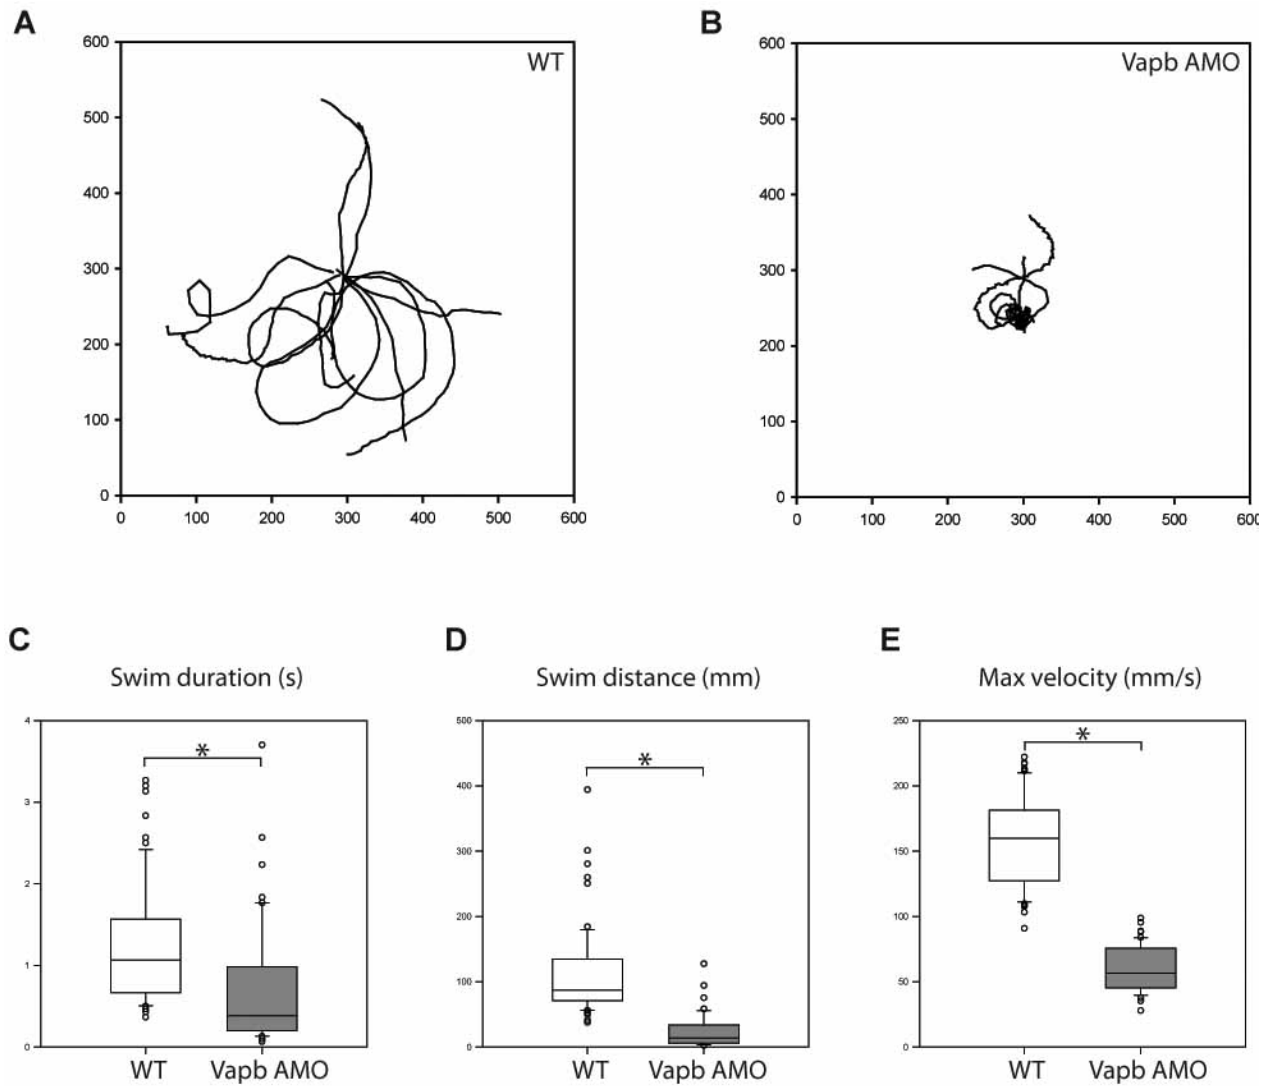 A
B
600
WT
500
400
300
200
100
0
0 100 200 300 400 500 600
600
Vapb AMO
500
400
300
200
100
0
0 100 200 300 400 500 600
C
D
E
Swim duration (s)
Swim distance (mm)
Max velocity (mm/s)
4
*
3
2
1
0
WT Vapb AMO
500
*
400
300
200
100
0
WT Vapb AMO
250
*
200
150
100
50
0
WT Vapb AMO